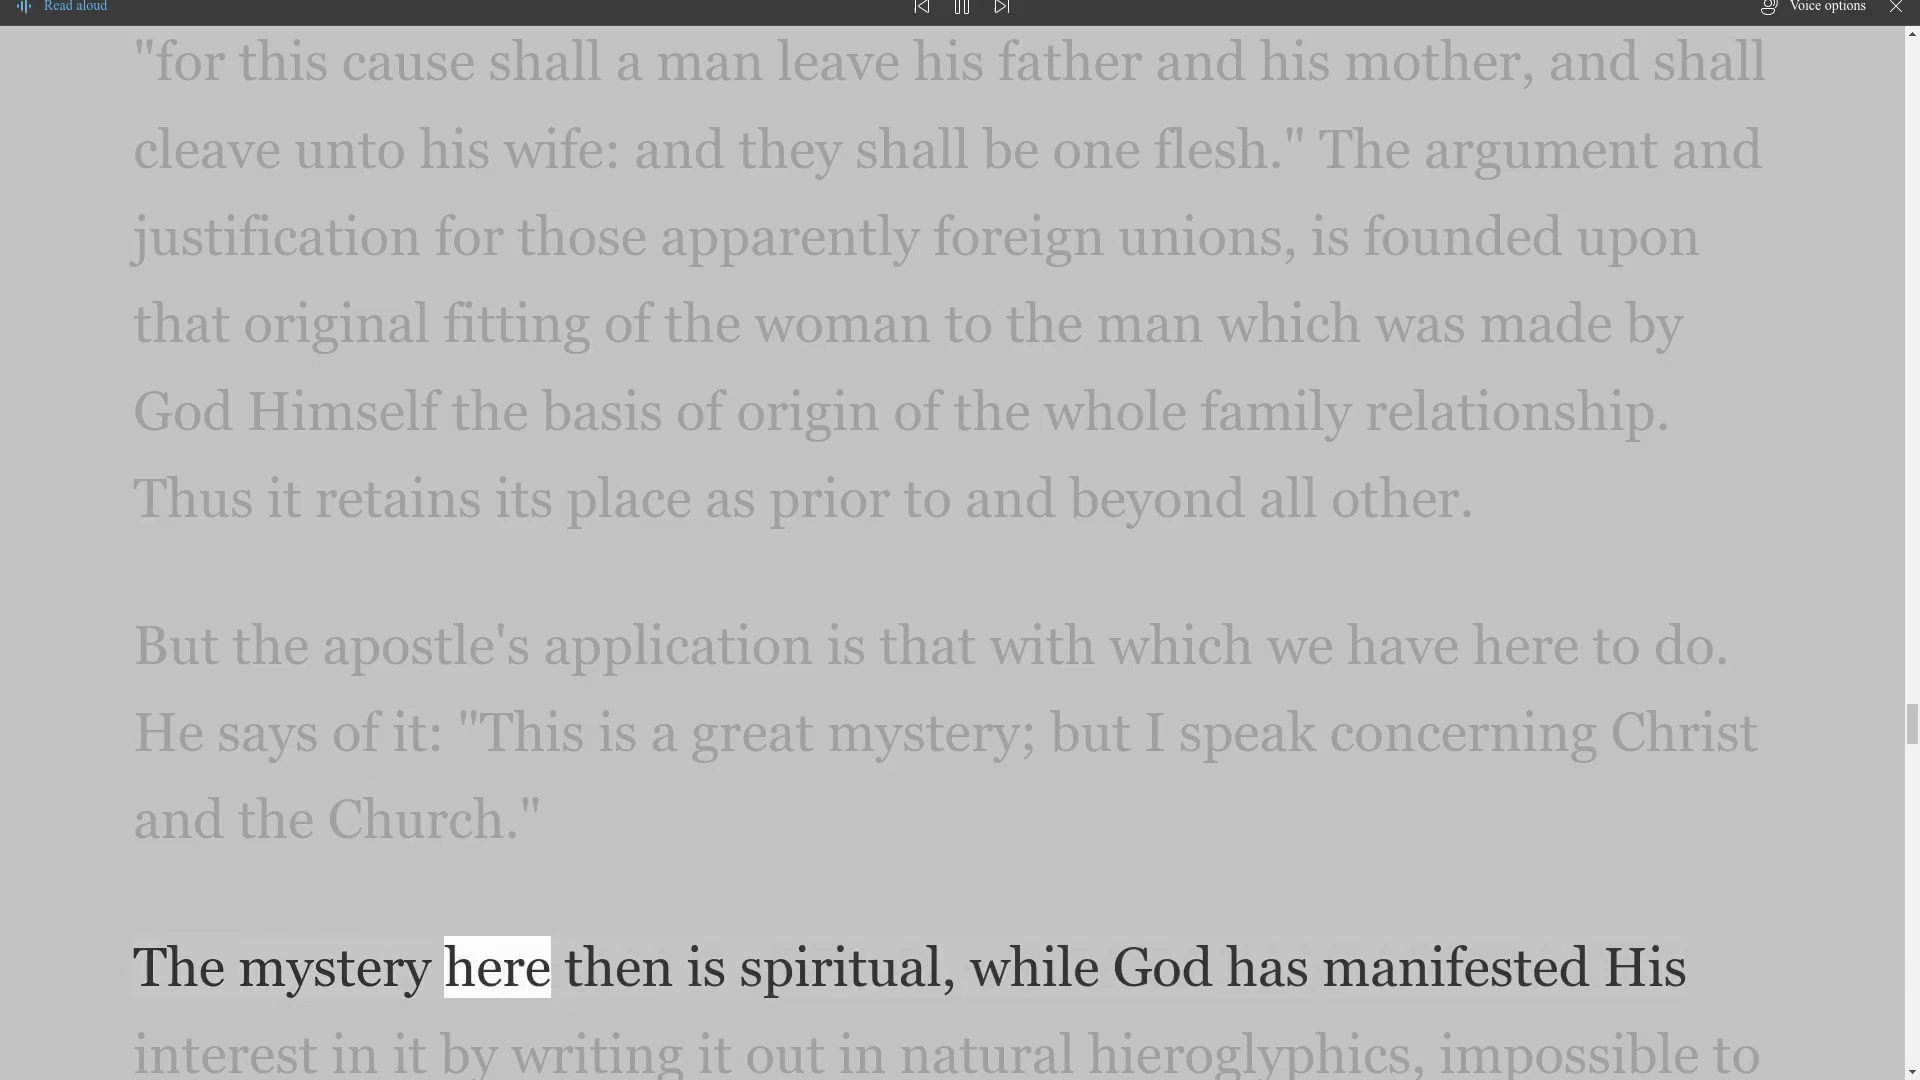 Read aloud
Voice options
"for this cause shall a man leave his father and his mother, and shall
cleave unto his wife: and they shall be one flesh." The argument and
justification for those apparently foreign unions, is founded upon
that original fitting of the woman to the man which was made by
God Himself the basis of origin of the whole family relationship.
Thus it retains its place as prior to and beyond all other.
But the apostle's application is that with which we have here to do.
He says of it: "This is a great mystery; but I speak concerning Christ
and the Church."
The mystery here then is spiritual, while God has manifested His
interest in it by writing it out in natural hieroglyphics, impossible to